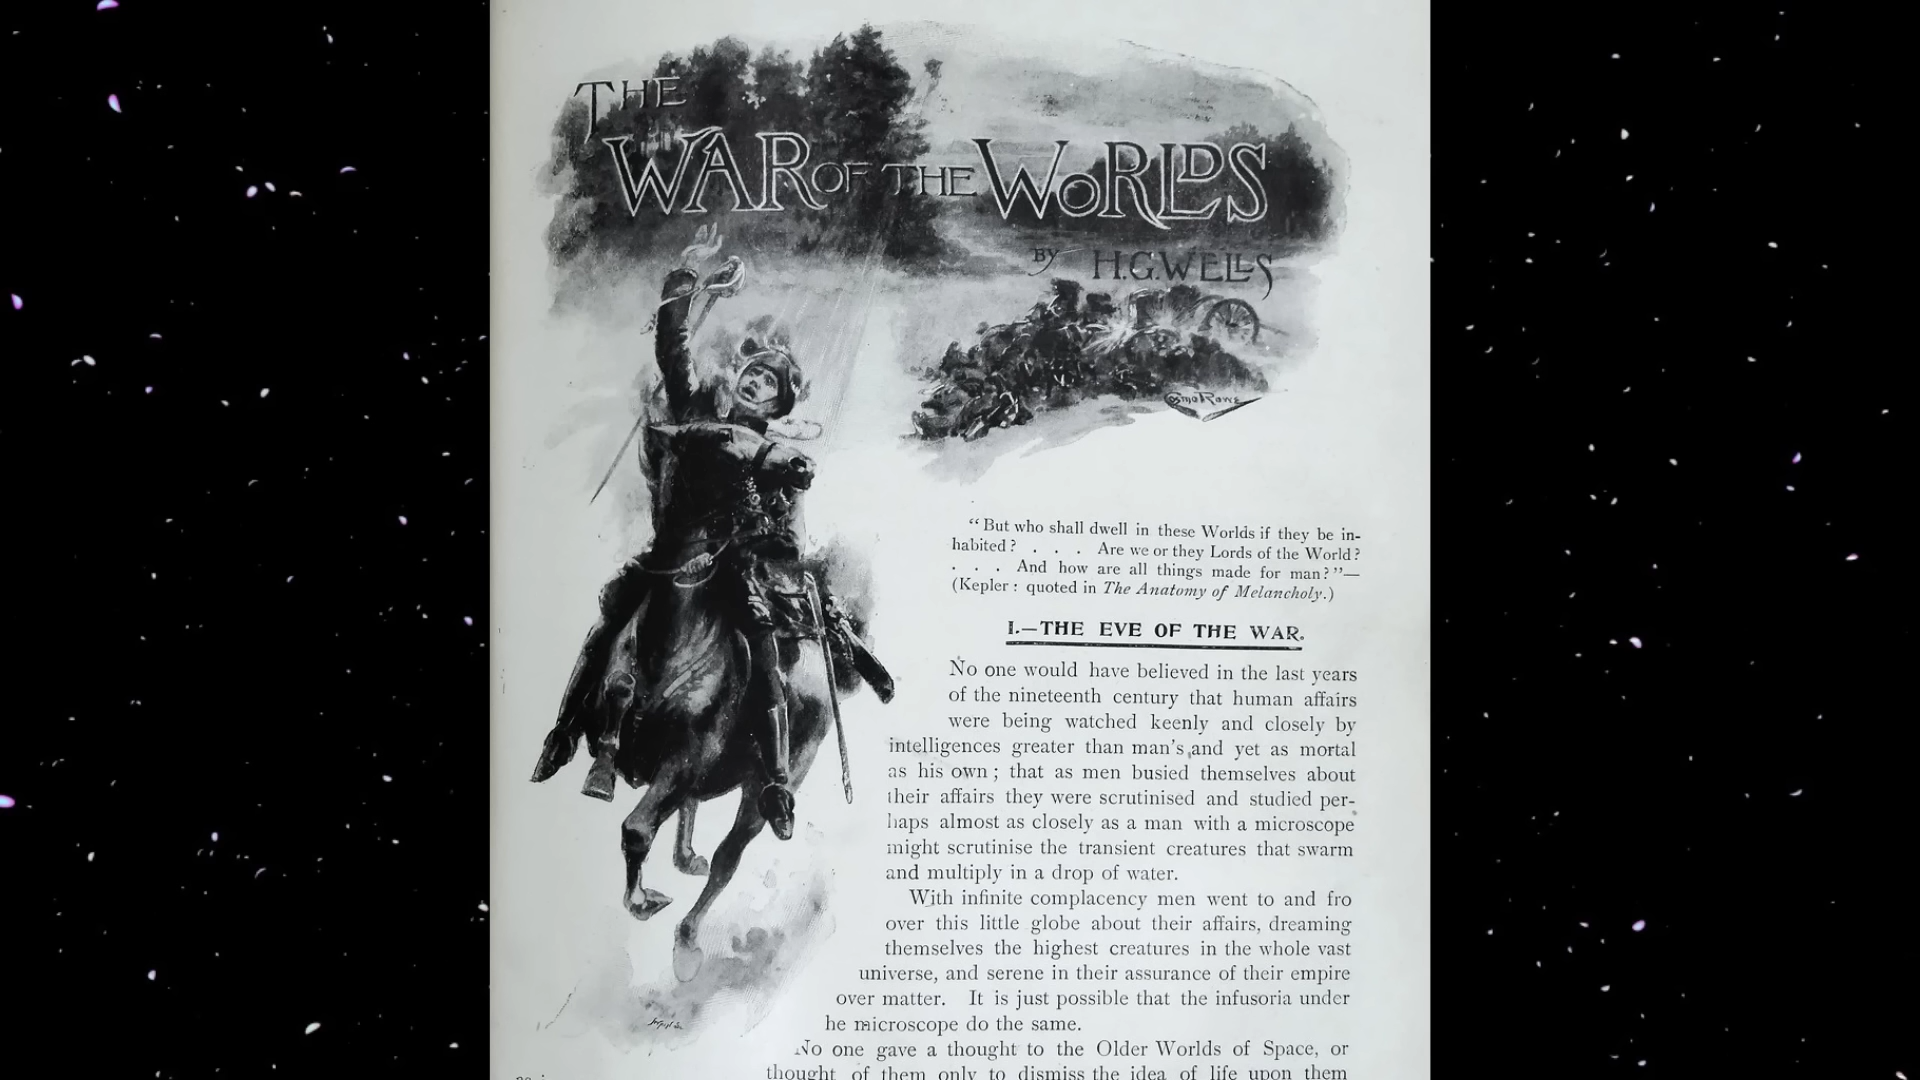 THE
WAR OF THE WORLDS
BY H.G. WELLS
Cosmo Rowe
“But who shall dwell in these Worlds if they be in-
habited? . . . Are we or they Lords of the World?
. . . And how are all things made for man?”—
(Kepler: quoted in The Anatomy of Melancholy.)
I.—THE EVE OF THE WAR.
No one would have believed in the last years
of the nineteenth century that human affairs
were being watched keenly and closely by
intelligences greater than man's and yet as mortal
as his own; that as men busied themselves about
their affairs they were scrutinised and studied per-
haps almost as closely as a man with a microscope
might scrutinise the transient creatures that swarm
and multiply in a drop of water.
With infinite complacency men went to and fro
over this little globe about their affairs, dreaming
themselves the highest creatures in the whole vast
universe, and serene in their assurance of their empire
over matter. It is just possible that the infusoria under
he microscope do the same.
No one gave a thought to the Older Worlds of Space, or
thought of them only to dismiss the idea of life upon them